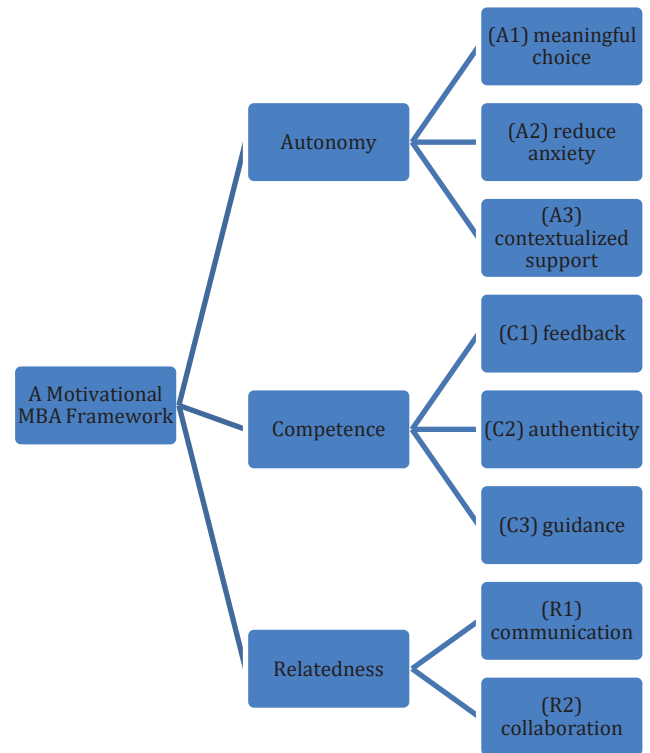 (A1) meaningful
choice
Autonomy
(A2) reduce
anxiety
(A3)
contextualized
support
(C1) feedback
A Motivational
MBA Framework
Competence
(C2) authenticity
(C3) guidance
(R1)
communication
Relatedness
(R2)
collaboration